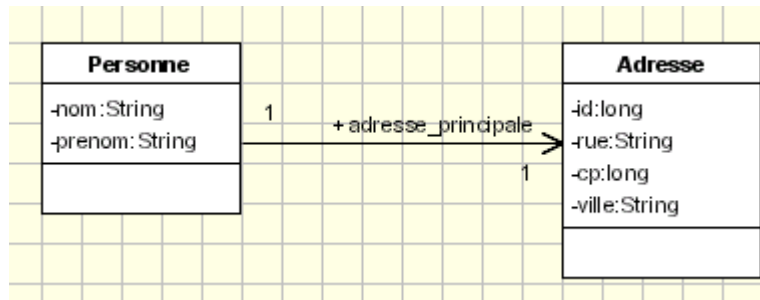 Personne
-nom:String
-prenom:String
1
+adresse_principale
1
Adresse
-id:long
-rue:String
-cp:long
-ville:String